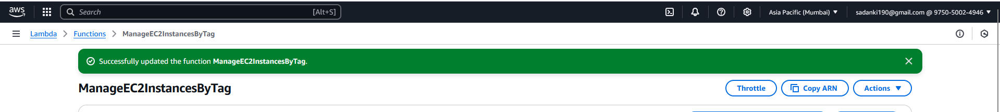 aws Search [Alt+S] Asia Pacific (Mumbai) sadanki190@gmail.com @ 9750-5002-4946
Lambda Functions ManageEC2InstancesByTag
Successfully updated the function ManageEC2InstancesByTag.
ManageEC2InstancesByTag Throttle Copy ARN Actions